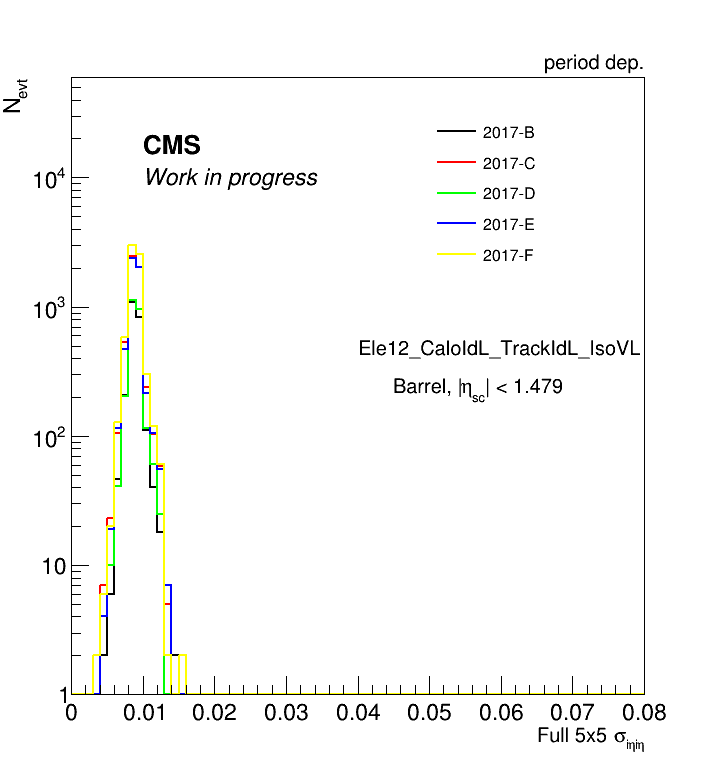 period dep.
N_evt
CMS
Work in progress
2017-B
2017-C
2017-D
2017-E
2017-F
Ele12_CaloIdL_TrackIdL_IsoVL
Barrel, |η_sc| < 1.479
10^4
10^3
10^2
10
1
0 0.01 0.02 0.03 0.04 0.05 0.06 0.07 0.08
Full 5x5 σ_iηiη